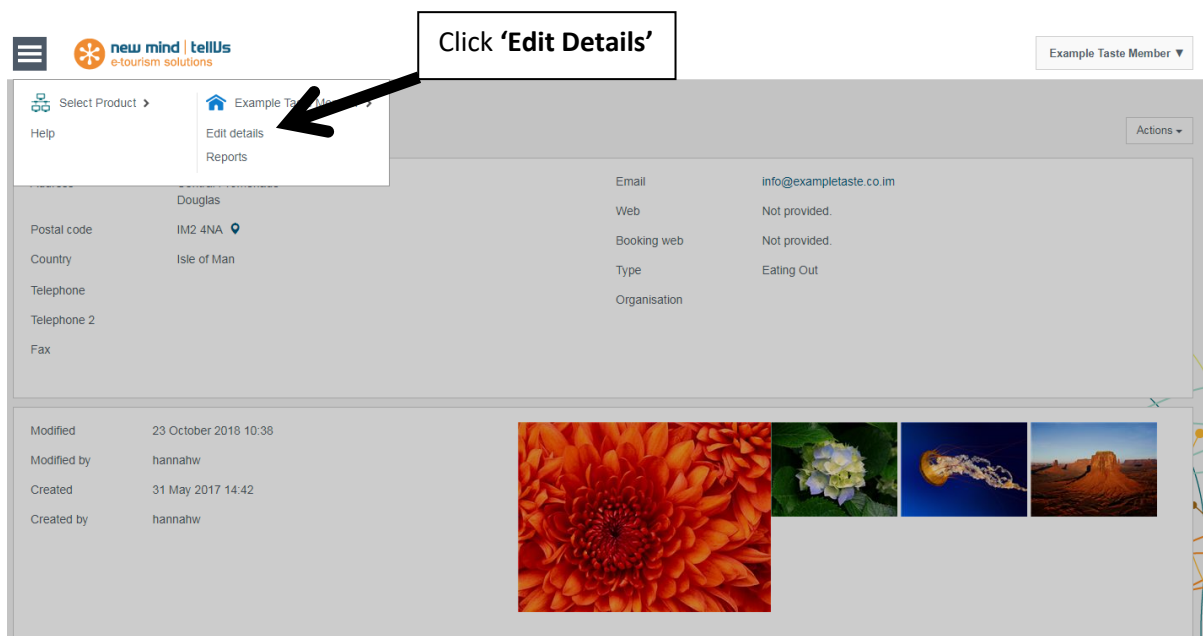 Click 'Edit Details'
new mind | tellUs
e-tourism solutions
Example Taste Member ▼
Select Product >
Example
Help
Edit details
Reports
Actions
Douglas
Postal code IM2 4NA
Country Isle of Man
Telephone
Telephone 2
Fax
Email info@exampletaste.co.im
Web Not provided.
Booking web Not provided.
Type Eating Out
Organisation
Modified 23 October 2018 10:38
Modified by hannahw
Created 31 May 2017 14:42
Created by hannahw